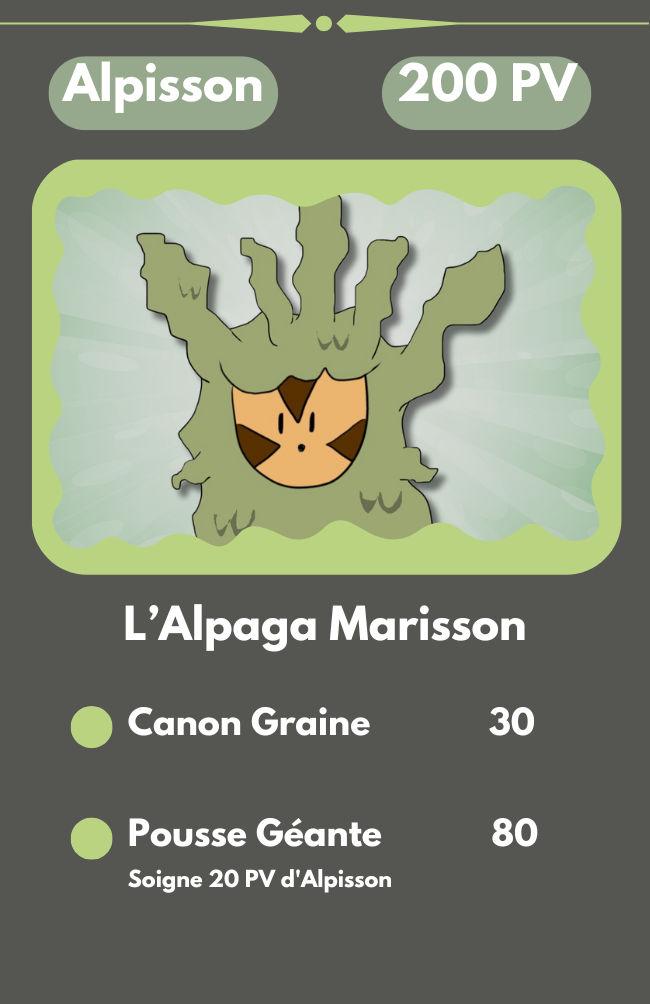 Alpisson
200 PV
L’Alpaga Marisson
Canon Graine 30
Pousse Géante 80
Soigne 20 PV d'Alpisson